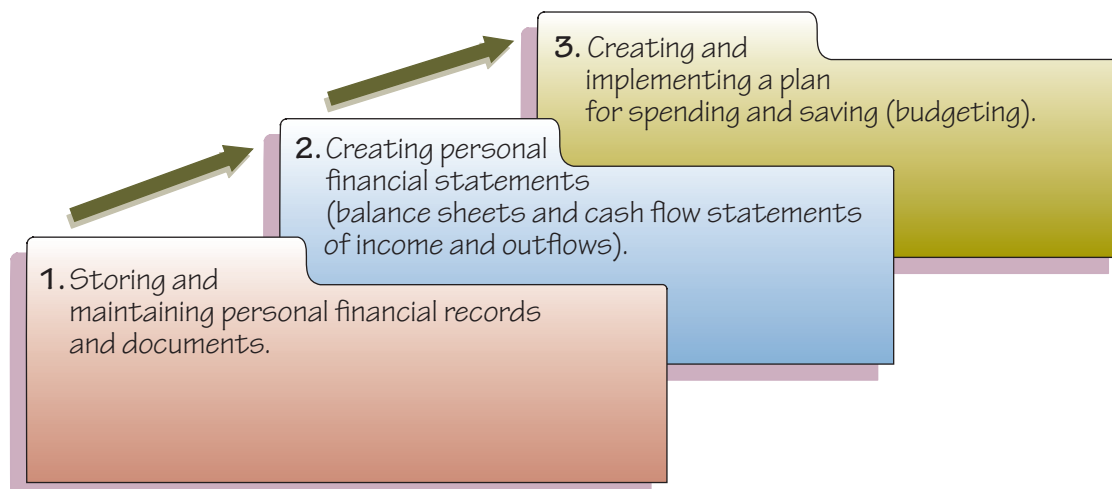 1. Storing and
maintaining personal financial records
and documents.
2. Creating personal
financial statements
(balance sheets and cash flow statements
of income and outflows).
3. Creating and
implementing a plan
for spending and saving (budgeting).